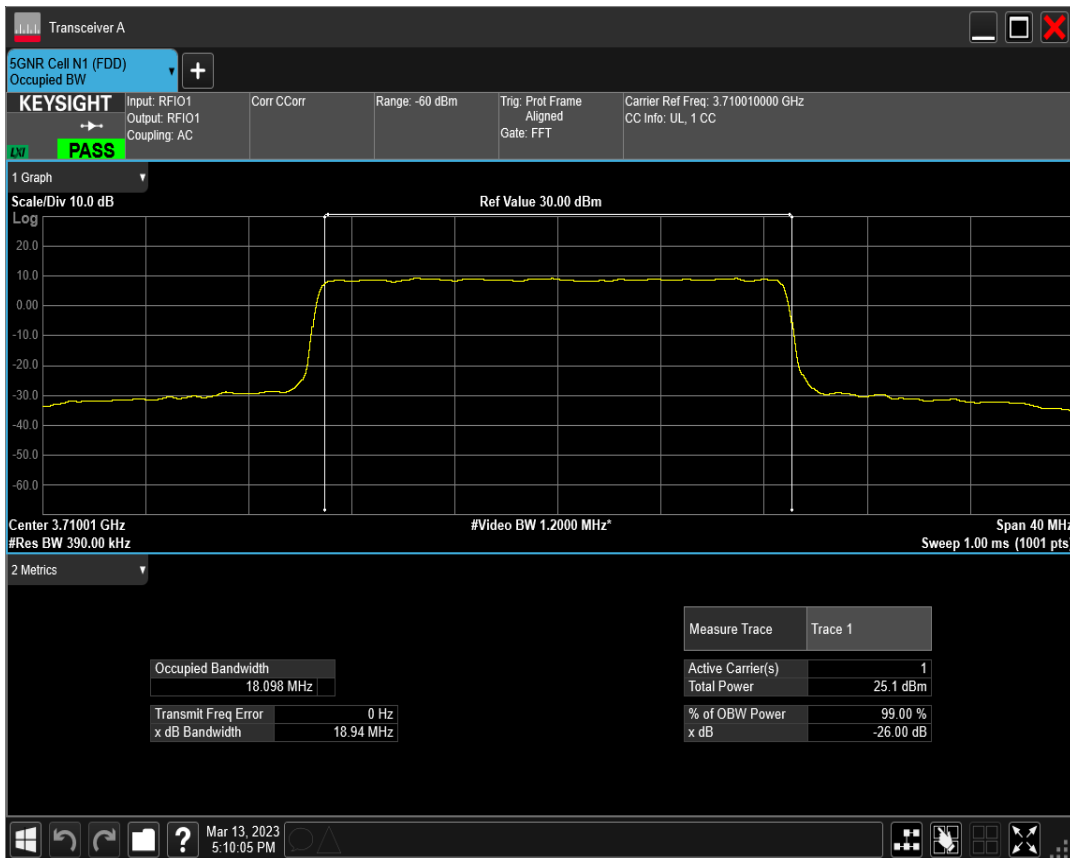 Transceiver A
5GNR Cell N1 (FDD)
Occupied BW
+
KEYSIGHT
LXI
PASS
Input: RFIO1
Output: RFIO1
Coupling: AC
Corr CCorr
Range: -60 dBm
Trig: Prot Frame
Aligned
Gate: FFT
Carrier Ref Freq: 3.710010000 GHz
CC Info: UL, 1 CC
1 Graph
Scale/Div 10.0 dB
Ref Value 30.00 dBm
Log
20.0
10.0
0.00
-10.0
-20.0
-30.0
-40.0
-50.0
-60.0
Center 3.71001 GHz
#Video BW 1.2000 MHz*
Span 40 MHz
#Res BW 390.00 kHz
Sweep 1.00 ms (1001 pts)
2 Metrics
Measure Trace Trace 1
Occupied Bandwidth
18.098 MHz
Active Carrier(s) 1
Total Power 25.1 dBm
Transmit Freq Error 0 Hz
x dB Bandwidth 18.94 MHz
% of OBW Power 99.00 %
x dB -26.00 dB
?
Mar 13, 2023
5:10:05 PM